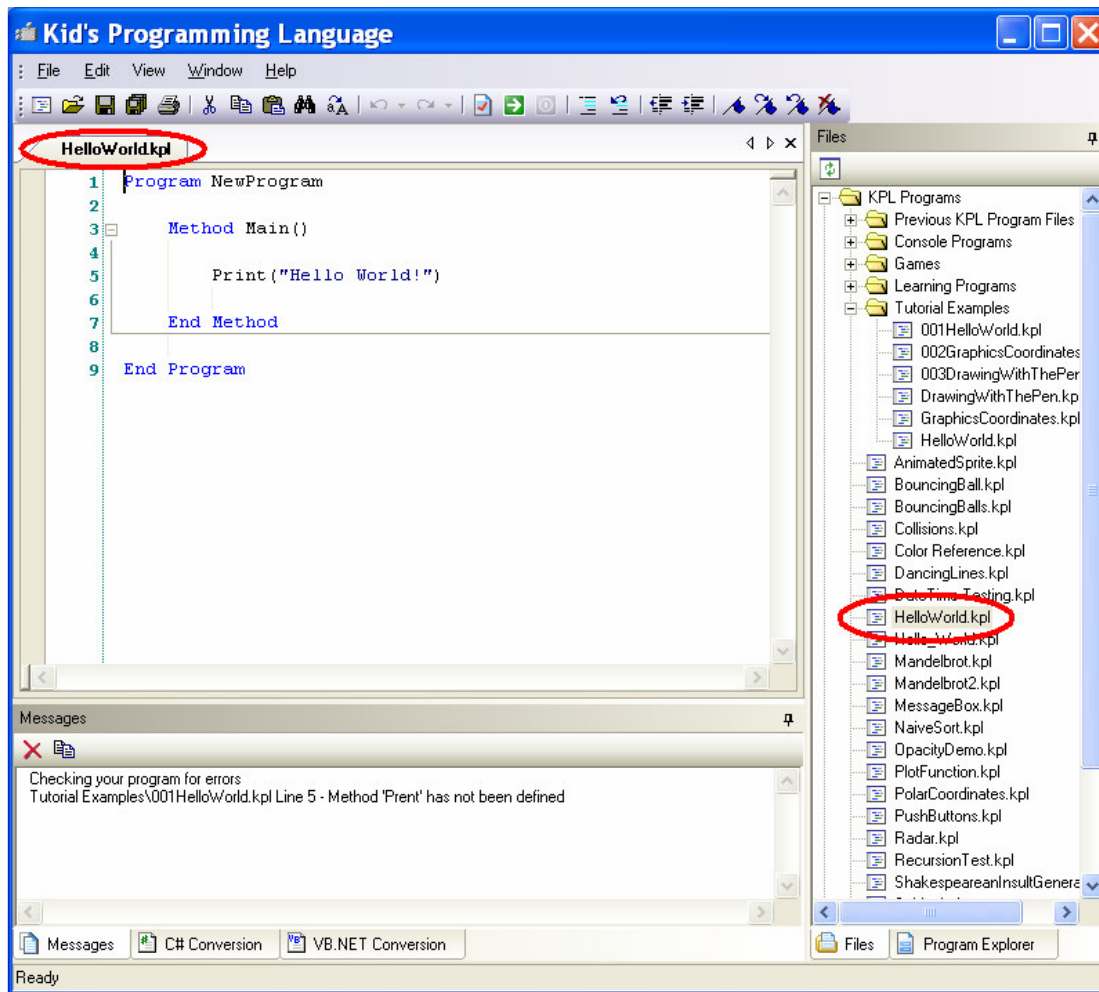 Kid's Programming Language
File Edit View Window Help
HelloWorld.kpl
1 Program NewProgram
2
3 Method Main()
4
5 Print("Hello World!")
6
7 End Method
8
9 End Program
Messages
Checking your program for errors
Tutorial Examples\001HelloWorld.kpl Line 5 - Method 'Prent' has not been defined
Messages C# Conversion VB.NET Conversion
Ready
Files
KPL Programs
Previous KPL Program Files
Console Programs
Games
Learning Programs
Tutorial Examples
001HelloWorld.kpl
002GraphicsCoordinates
003DrawingWithThePer
DrawingWithThePen.kp
GraphicsCoordinates.kpl
HelloWorld.kpl
AnimatedSprite.kpl
BouncingBall.kpl
BouncingBalls.kpl
Collisions.kpl
Color Reference.kpl
DancingLines.kpl
DateTime Testing.kpl
HelloWorld.kpl
Hello_World.kpl
Mandelbrot.kpl
Mandelbrot2.kpl
MessageBox.kpl
NaiveSort.kpl
OpacityDemo.kpl
PlotFunction.kpl
PolarCoordinates.kpl
PushButtons.kpl
Radar.kpl
RecursionTest.kpl
ShakespeareanInsultGenera
Files Program Explorer